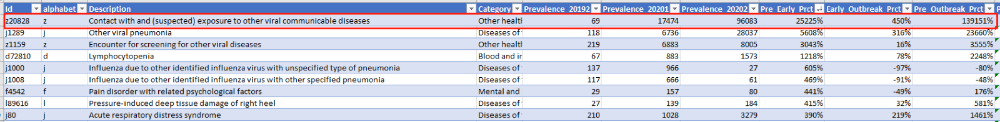 Id alphabet Description Category Prevalence_20192 Prevalence_20201 Prevalence_20202 Pre_Early_Prct Early_Outbreak_Prct Pre_Outbreak_Prct P
z20828 z Contact with and (suspected) exposure to other viral communicable diseases Other healt 69 17474 96083 25225% 450% 139151%
j1289 j Other viral pneumonia Diseases of 118 6736 28037 5608% 316% 23660%
z1159 z Encounter for screening for other viral diseases Other healt 219 6883 8005 3043% 16% 3555%
d72810 d Lymphocytopenia Blood and in 67 883 1573 1218% 78% 2248%
j1000 j Influenza due to other identified influenza virus with unspecified type of pneumonia Diseases of 137 966 27 605% -97% -80%
j1008 j Influenza due to other identified influenza virus with other specified pneumonia Diseases of 117 666 61 469% -91% -48%
f4542 f Pain disorder with related psychological factors Mental and 29 157 80 441% -49% 176%
l89616 l Pressure-induced deep tissue damage of right heel Diseases of 27 139 184 415% 32% 581%
j80 j Acute respiratory distress syndrome Diseases of 210 1028 3279 390% 219% 1461%